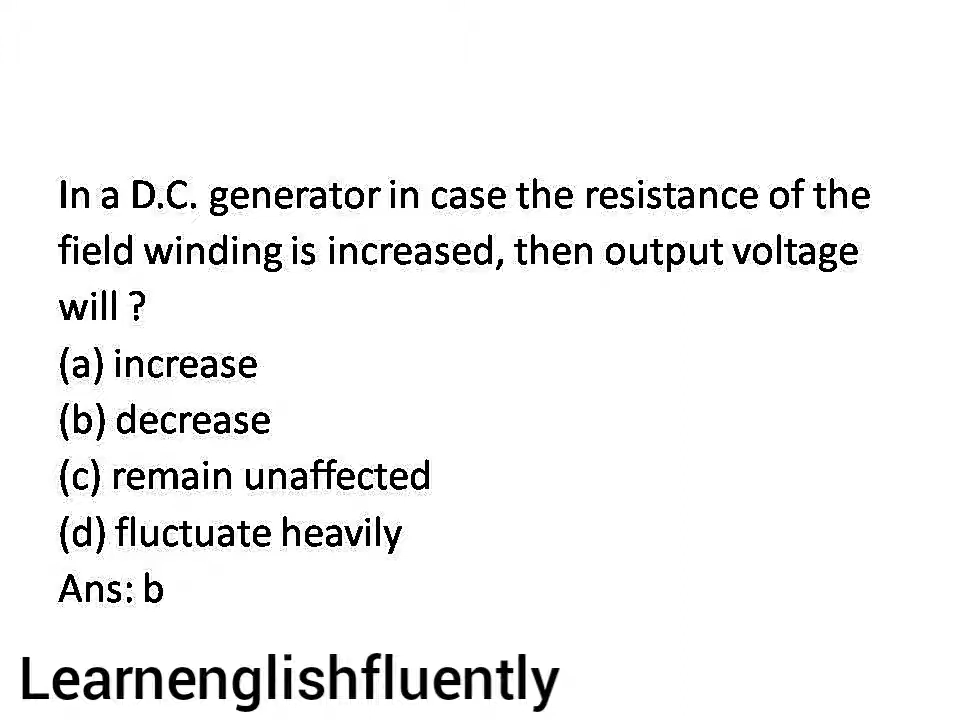 In a D.C. generator in case the resistance of the
field winding is increased, then output voltage
will ?
(a) increase
(b) decrease
(c) remain unaffected
(d) fluctuate heavily
Ans: b
Learnenglishfluently